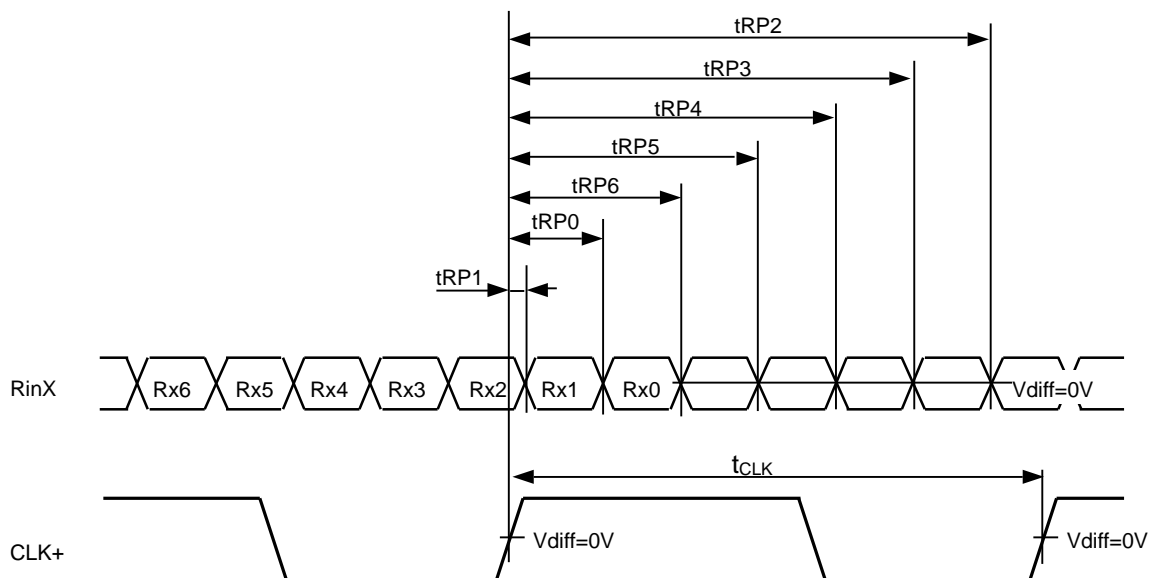 tRP2
tRP3
tRP4
tRP5
tRP6
tRP0
tRP1
RinX Rx6 Rx5 Rx4 Rx3 Rx2 Rx1 Rx0 Vdiff=0V
tCLK
CLK+ Vdiff=0V Vdiff=0V